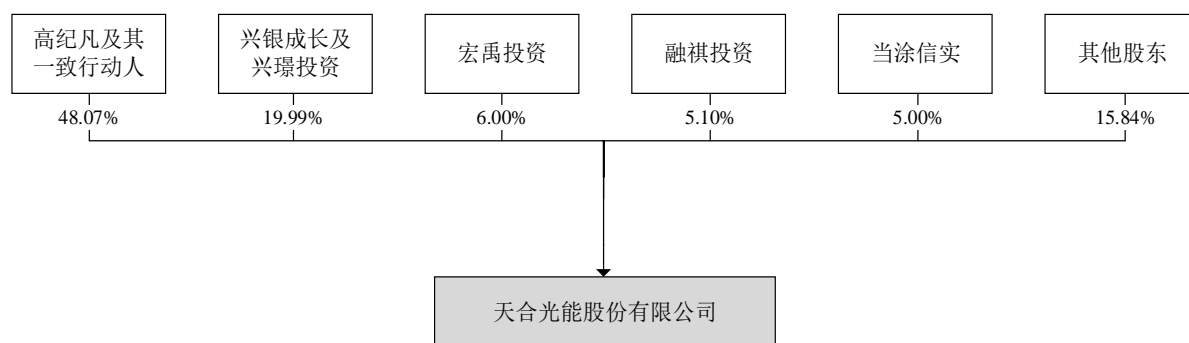 高纪凡及其
一致行动人
兴银成长及
兴璟投资
宏禹投资
融祺投资
当涂信实
其他股东
48.07%
19.99%
6.00%
5.10%
5.00%
15.84%
天合光能股份有限公司